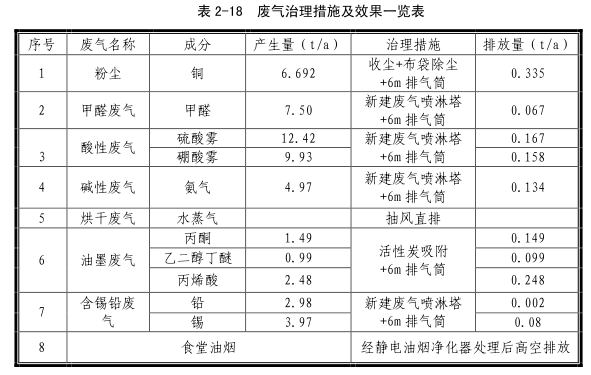 表 2-18 废气治理措施及效果一览表
序号 废气名称 成分 产生量（t/a） 治理措施 排放量（t/a）
1 粉尘 铜 6.692 收尘+布袋除尘+6m 排气筒 0.335
2 甲醛废气 甲醛 7.50 新建废气喷淋塔+6m 排气筒 0.067
3 酸性废气 硫酸雾 12.42 新建废气喷淋塔+6m 排气筒 0.167
硼酸雾 9.93 0.158
4 碱性废气 氨气 4.97 新建废气喷淋塔+6m 排气筒 0.134
5 烘干废气 水蒸气 抽风直排
6 油墨废气 丙酮 1.49 活性炭吸附+6m 排气筒 0.149
乙二醇丁醚 0.99 0.099
丙烯酸 2.48 0.248
7 含锡铅废气 铅 2.98 新建废气喷淋塔+6m 排气筒 0.002
锡 3.97 0.08
8 食堂油烟 经静电油烟净化器处理后高空排放